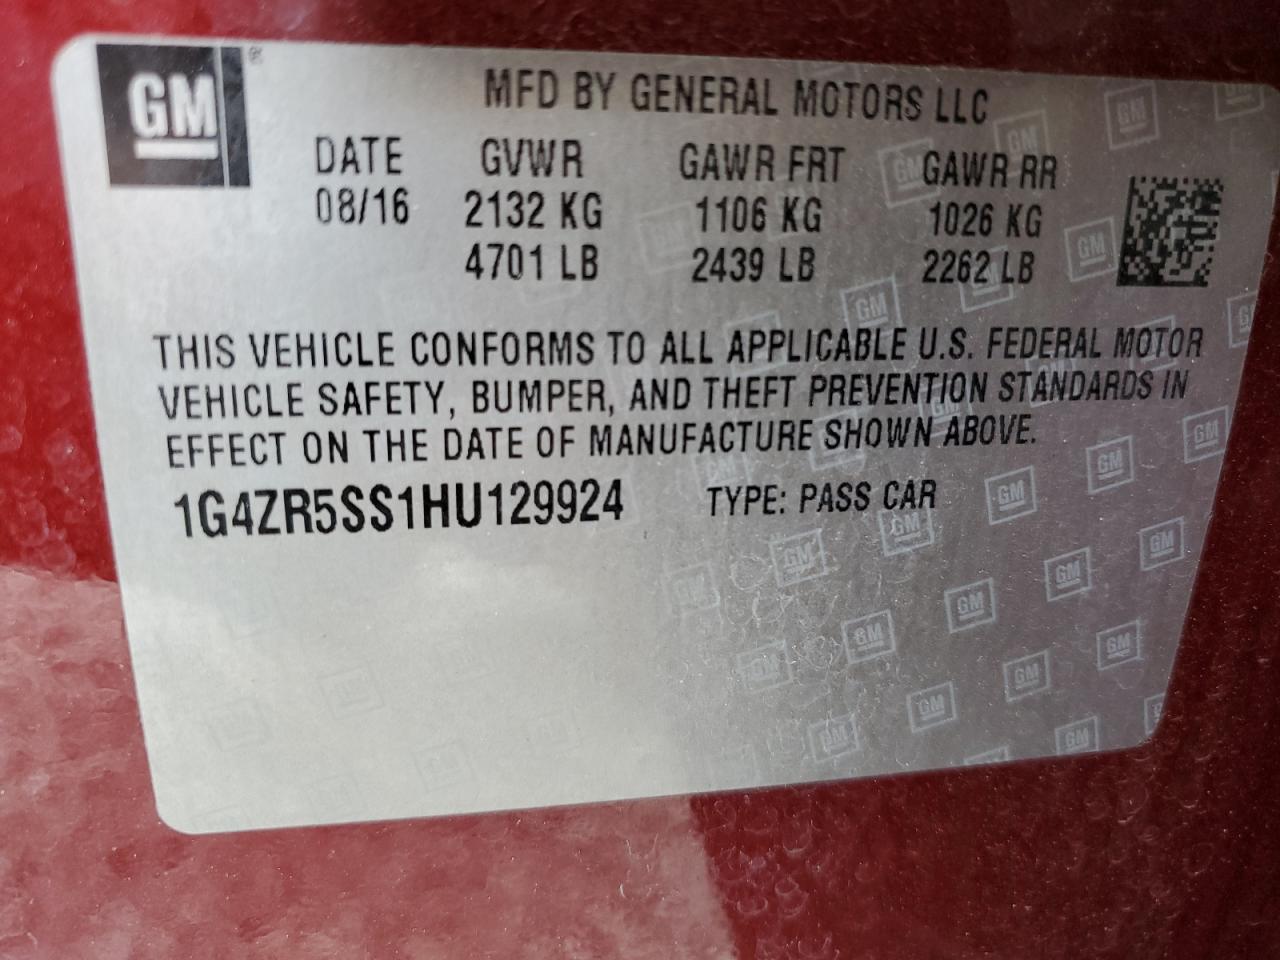 GM
MFD BY GENERAL MOTORS LLC
DATE GVWR GAWR FRT GAWR RR
08/16 2132 KG 1106 KG 1026 KG
4701 LB 2439 LB 2262 LB
THIS VEHICLE CONFORMS TO ALL APPLICABLE U.S. FEDERAL MOTOR
VEHICLE SAFETY, BUMPER, AND THEFT PREVENTION STANDARDS IN
EFFECT ON THE DATE OF MANUFACTURE SHOWN ABOVE.
1G4ZR5SS1HU129924 TYPE: PASS CAR